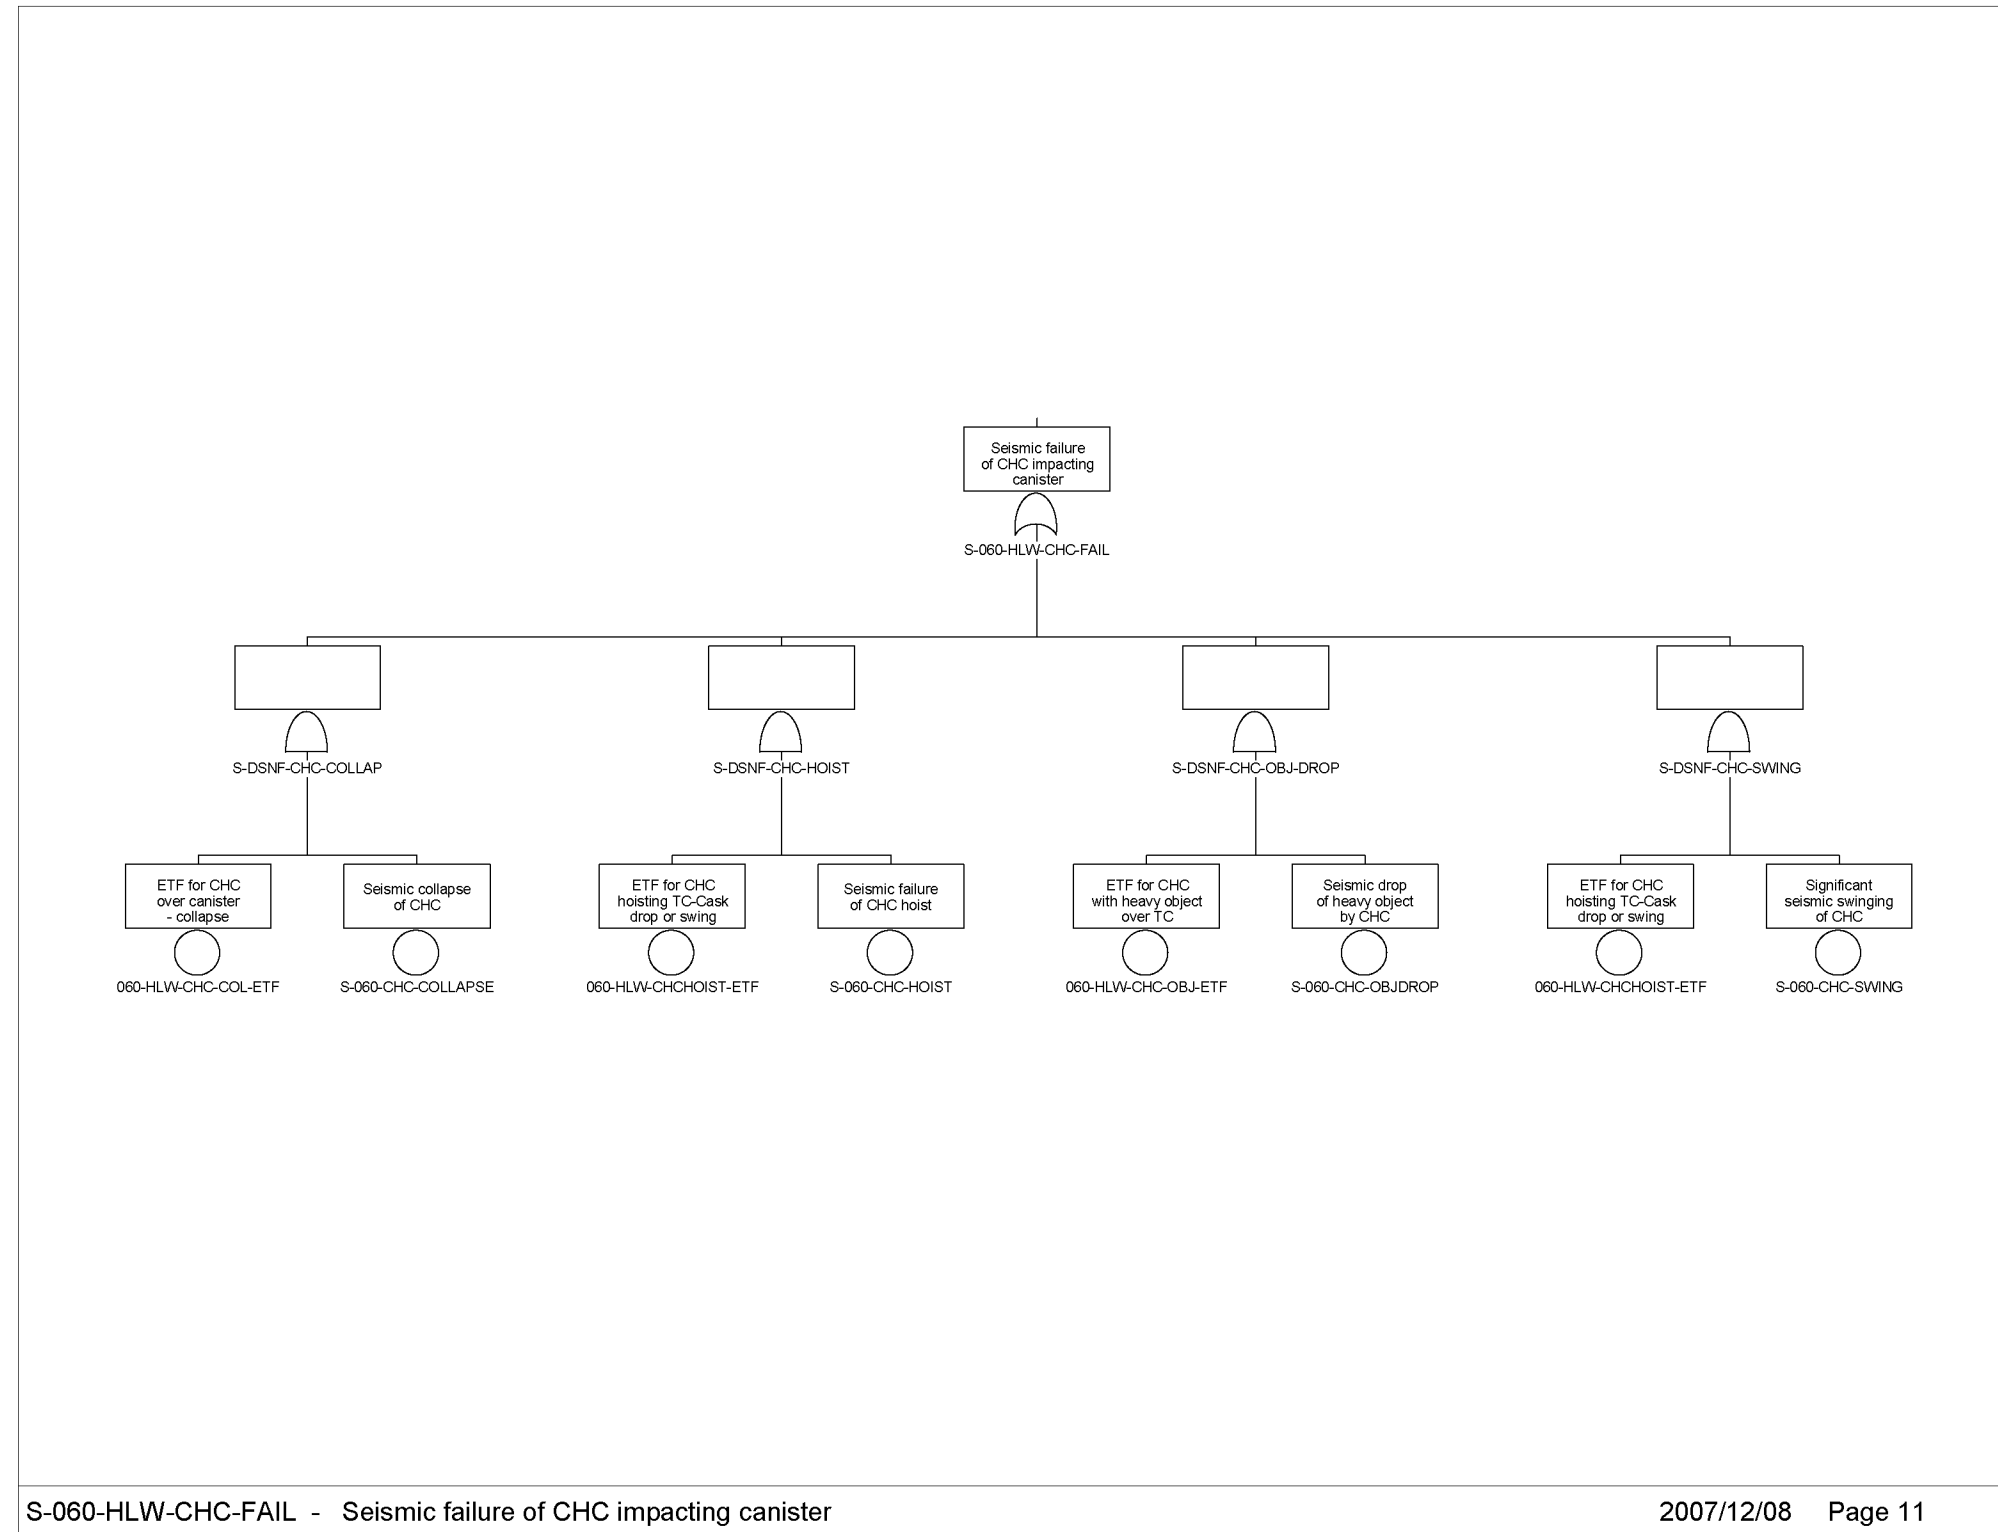 Seismic failure
of CHC impacting
canister
S-060-HLW-CHC-FAIL
S-DSNF-CHC-COLLAP
S-DSNF-CHC-HOIST
S-DSNF-CHC-OBJ-DROP
S-DSNF-CHC-SWING
ETF for CHC
over canister
- collapse
060-HLW-CHC-COL-ETF
Seismic collapse
of CHC
S-060-CHC-COLLAPSE
ETF for CHC
hoisting TC-Cask
drop or swing
060-HLW-CHCHOIST-ETF
Seismic failure
of CHC hoist
S-060-CHC-HOIST
ETF for CHC
with heavy object
over TC
060-HLW-CHC-OBJ-ETF
Seismic drop
of heavy object
by CHC
S-060-CHC-OBJDROP
ETF for CHC
hoisting TC-Cask
drop or swing
060-HLW-CHCHOIST-ETF
Significant
seismic swinging
of CHC
S-060-CHC-SWING
S-060-HLW-CHC-FAIL - Seismic failure of CHC impacting canister
2007/12/08 Page 11